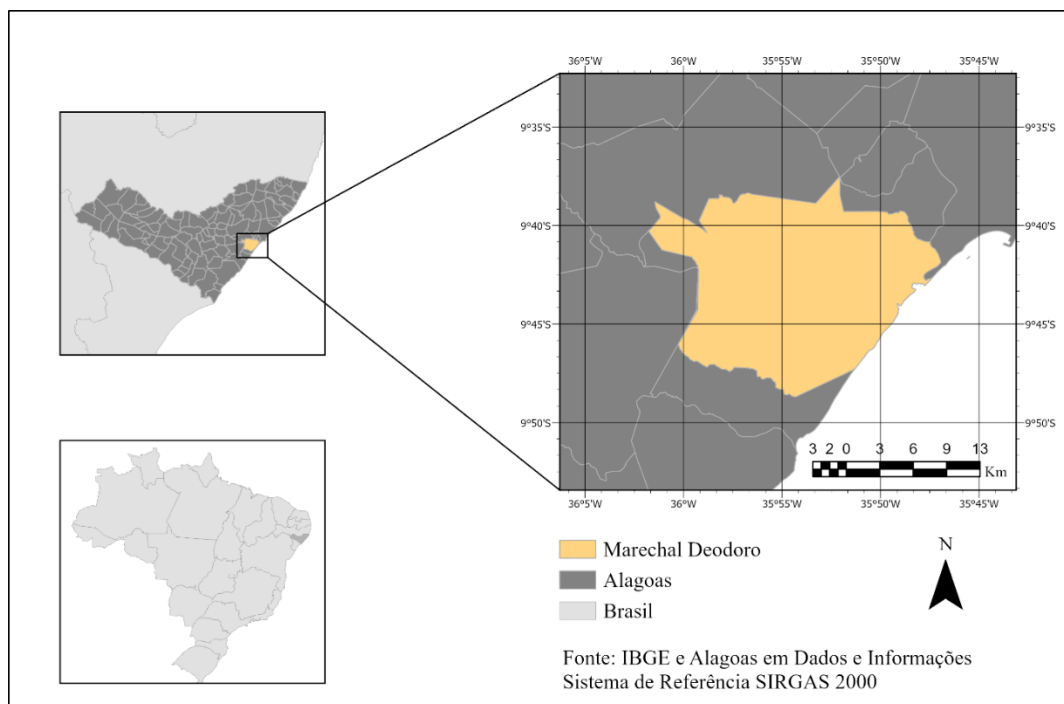 36°5'W 36°W 35°55'W 35°50'W 35°45'W
9°35'S 9°35'S
9°40'S 9°40'S
9°45'S 9°45'S
9°50'S 9°50'S
3 2 0 3 6 9 13
Km
36°5'W 36°W 35°55'W 35°50'W 35°45'W
Marechal Deodoro
Alagoas
Brasil
N
Fonte: IBGE e Alagoas em Dados e Informações
Sistema de Referência SIRGAS 2000